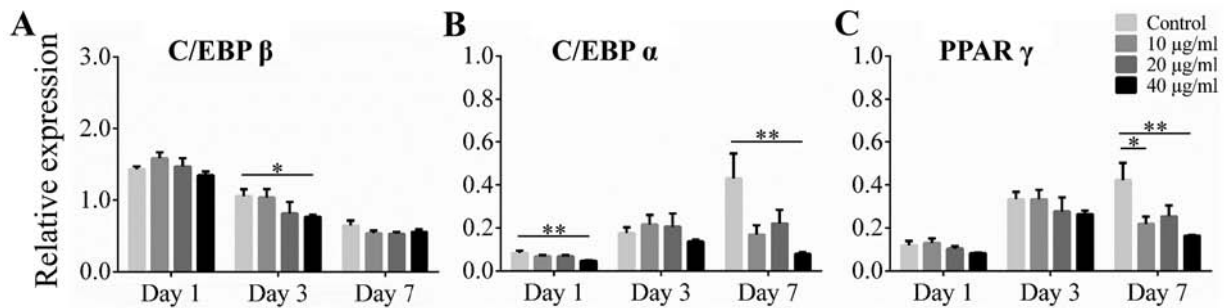 A
C/EBP β
Relative expression
3.0
2.0
1.0
0.0
*
Day 1
Day 3
Day 7
B
C/EBP α
1.0
0.8
0.6
0.4
0.2
0.0
**
**
Day 1
Day 3
Day 7
C
PPAR γ
1.0
0.8
0.6
0.4
0.2
0.0
**
*
Day 1
Day 3
Day 7
Control
10 µg/ml
20 µg/ml
40 µg/ml